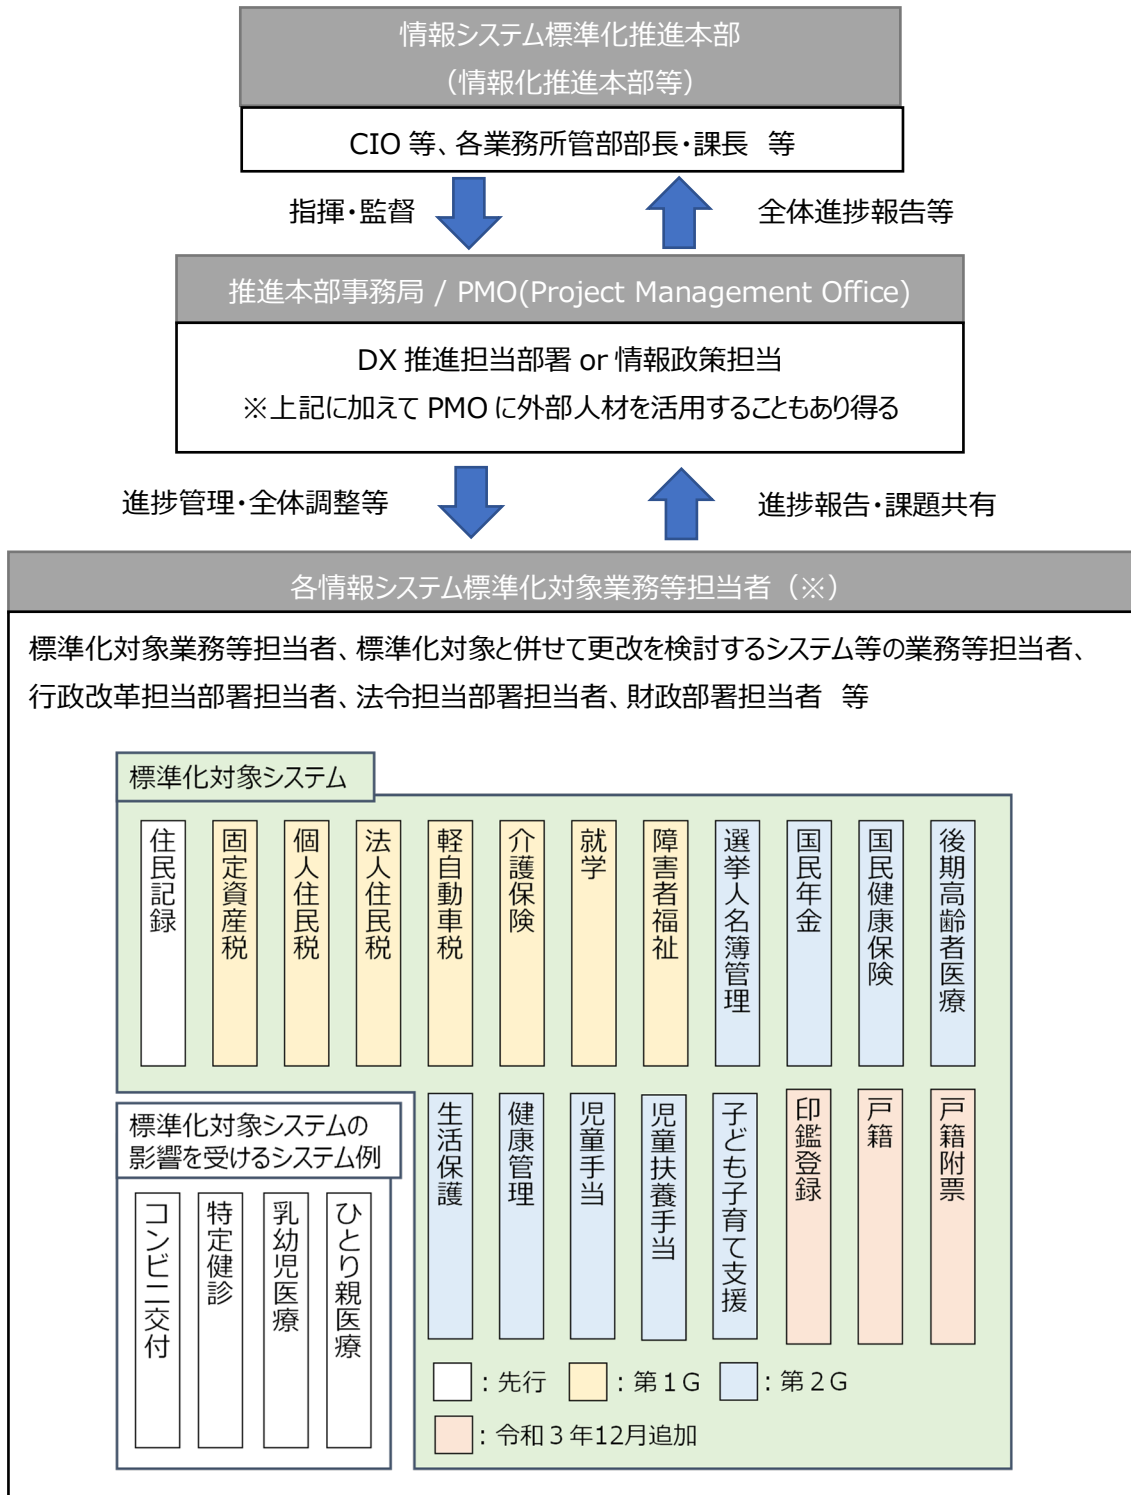 情報システム標準化推進本部
（情報化推進本部等）
CIO 等、各業務所管部部長・課長 等
指揮・監督
全体進捗報告等
推進本部事務局 / PMO(Project Management Office)
DX 推進担当部署 or 情報政策担当
※上記に加えて PMO に外部人材を活用することもあり得る
進捗管理・全体調整等
進捗報告・課題共有
各情報システム標準化対象業務等担当者（※）
標準化対象業務等担当者、標準化対象と併せて更改を検討するシステム等の業務等担当者、
行政改革担当部署担当者、法令担当部署担当者、財政部署担当者 等
標準化対象システム
住民記録
固定資産税
個人住民税
法人住民税
軽自動車税
介護保険
就学
障害者福祉
選挙人名簿管理
国民年金
国民健康保険
後期高齢者医療
生活保護
健康管理
児童手当
児童扶養手当
子ども子育て支援
印鑑登録
戸籍
戸籍附票
標準化対象システムの
影響を受けるシステム例
コンビニ交付
特定健診
乳幼児医療
ひとり親医療
：先行
：第１G
：第２G
：令和３年12月追加